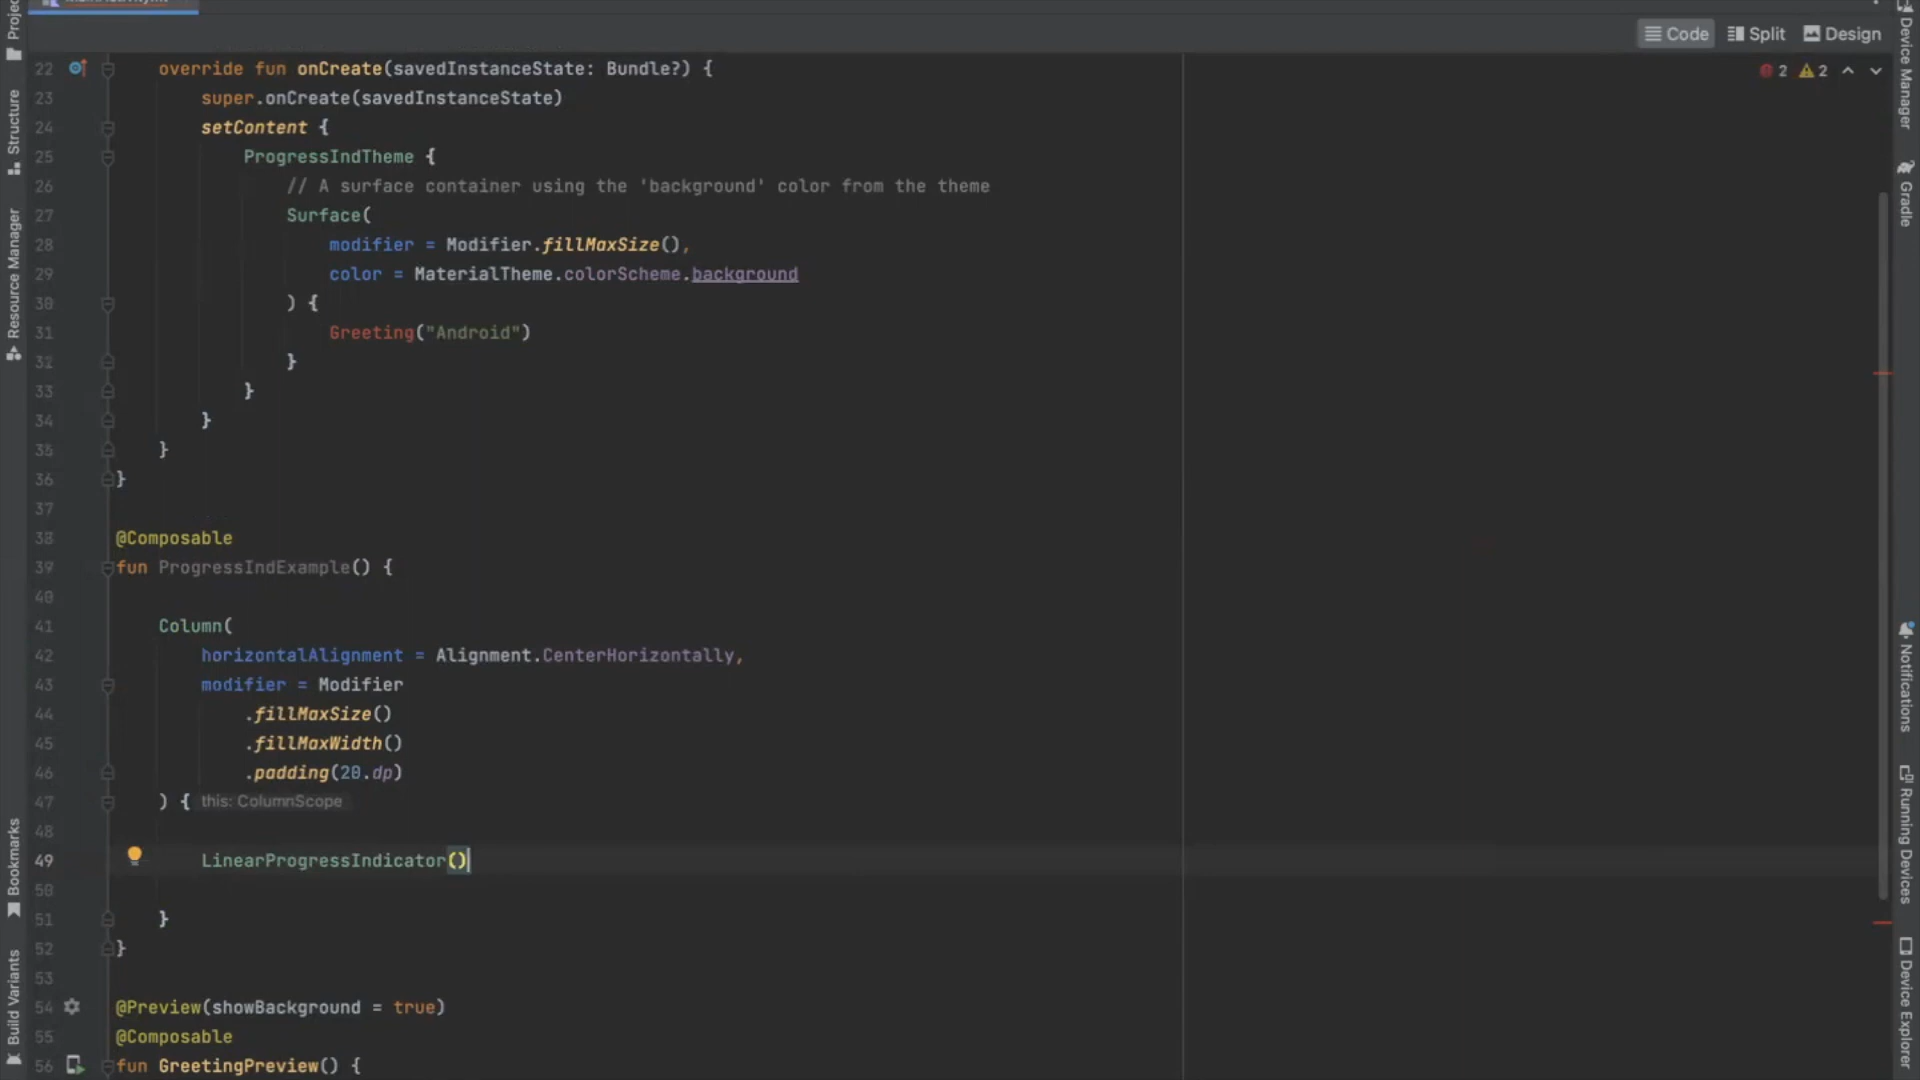 Code
Split
Design
2
2
22 override fun onCreate(savedInstanceState: Bundle?) {
23 super.onCreate(savedInstanceState)
24 setContent {
25 ProgressIndTheme {
26 // A surface container using the 'background' color from the theme
27 Surface(
28 modifier = Modifier.fillMaxSize(),
29 color = MaterialTheme.colorScheme.background
30 ) {
31 Greeting("Android")
32 }
33 }
34 }
35 }
36 }
37
38 @Composable
39 fun ProgressIndExample() {
40
41 Column(
42 horizontalAlignment = Alignment.CenterHorizontally,
43 modifier = Modifier
44 .fillMaxSize()
45 .fillMaxWidth()
46 .padding(20.dp)
47 ) { this: ColumnScope
48
49 LinearProgressIndicator()
50
51 }
52 }
53
54 @Preview(showBackground = true)
55 @Composable
56 fun GreetingPreview() {
Structure
Resource Manager
Bookmarks
Build Variants
Device Manager
Gradle
Notifications
Running Devices
Device Explorer